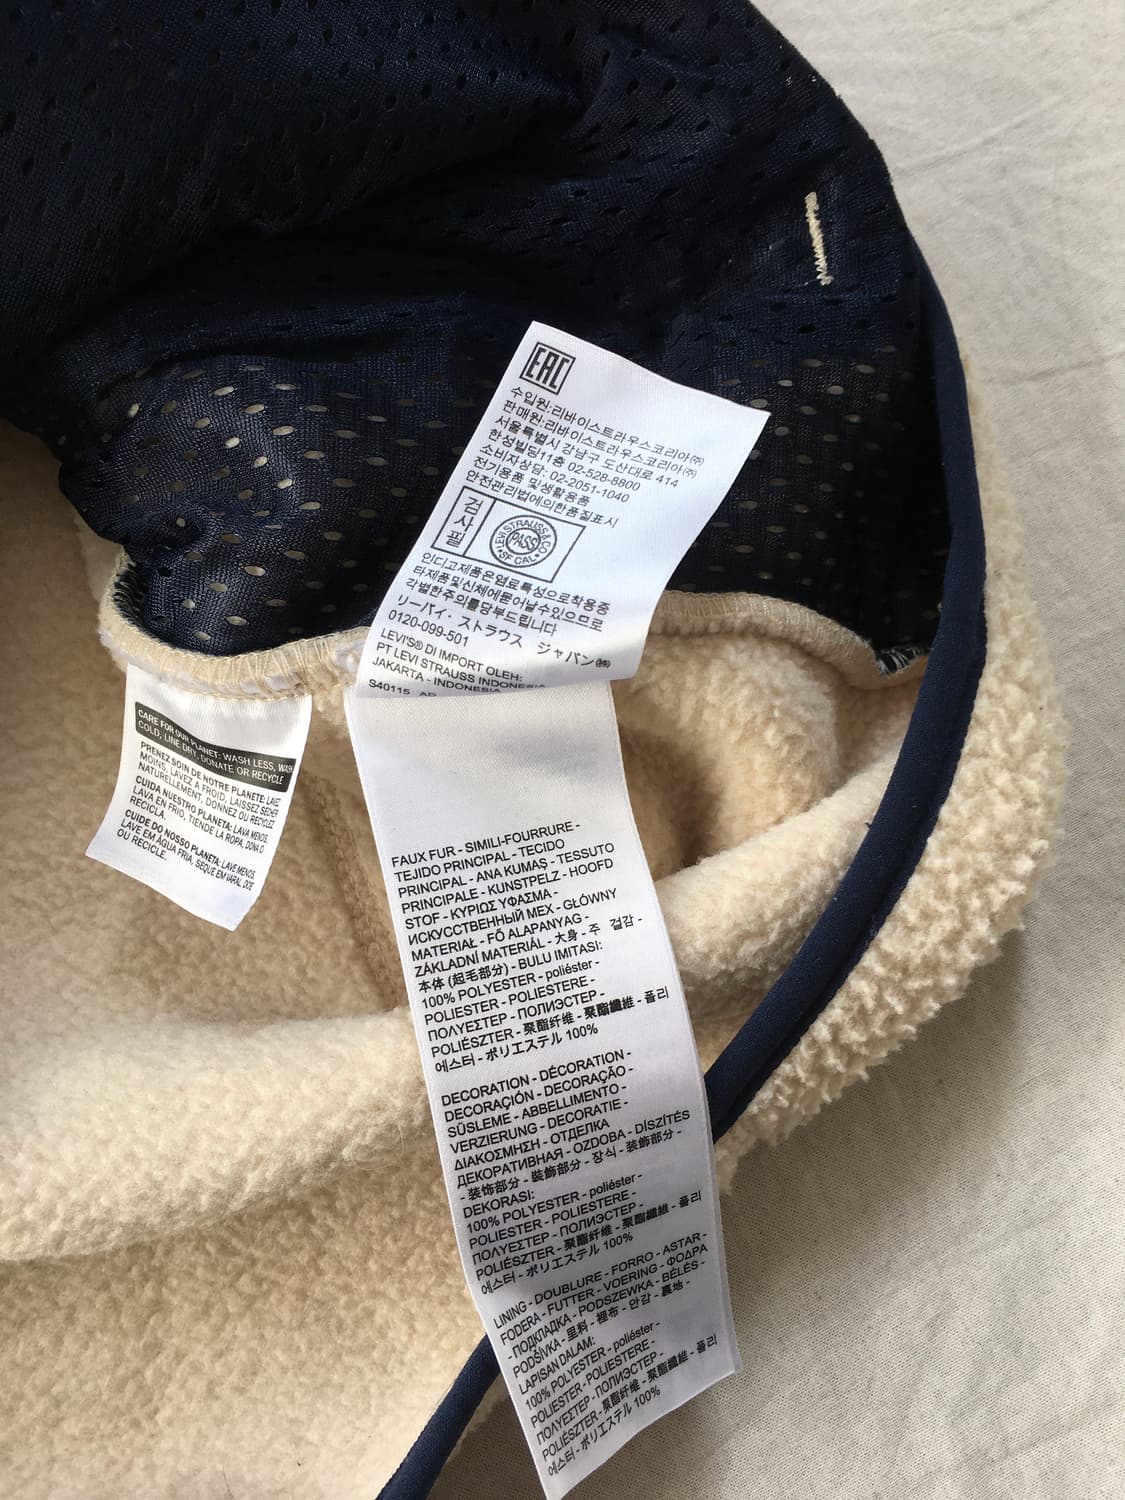 EAC
수입원:리바이스트라우스코리아㈜
판매원:리바이스트라우스코리아㈜
서울특별시 강남구 도산대로 414
한성빌딩11층 02-528-8800
소비자상담: 02-2051-1040
전기용품 및생활용품
안전관리법에의한품질표시
검사필
LEVI STRAUSS & CO.
PASS
SF CAL
인디고제품은염료특성으로착용중
타제품및신체에묻어날수있으므로
각별한주의를당부드립니다
リーバイ・ストラウス ジャパン㈱
0120-099-501
LEVI'S® DI IMPORT OLEH:
PT LEVI STRAUSS INDONESIA
JAKARTA - INDONESIA
S40115
CARE FOR OUR PLANET: WASH LESS, WASH
COLD, LINE DRY, DONATE OR RECYCLE
PRENEZ SOIN DE NOTRE PLANETE: LAVEZ
MOINS, LAVEZ À FROID, LAISSEZ SÉCHER
NATURELLEMENT, DONNEZ OU RECYCLEZ
CUIDA NUESTRO PLANETA: LAVA MENOS,
LAVA EN FRÍO, TIENDE LA ROPA, DONA O
RECICLA.
CUIDE DO NOSSO PLANETA: LAVE MENOS,
LAVE EM ÁGUA FRIA, SEQUE EM VARAL, DOE
OU RECICLE.
FAUX FUR - SIMILI-FOURRURE -
TEJIDO PRINCIPAL - TECIDO
PRINCIPAL - ANA KUMAŞ - TESSUTO
PRINCIPALE - KUNSTPELZ - HOOFD
STOF - ΚΥΡΙΩΣ ΥΦΑΣΜΑ -
ИСКУССТВЕННЫЙ МЕХ - GŁÓWNY
MATERIAŁ - FŐ ALAPANYAG -
ZÁKLADNÍ MATERIÁL - 大身 - 주 겉감 -
本体 (起毛部分) - BULU IMITASI:
100% POLYESTER - poliéster -
POLIESTER - POLIESTERE -
ΠΟΛΥΕΣΤΕΡ - ПОЛИЭСТЕР -
POLIÉSZTER - 聚酯纤维 - 聚酯纖維 - 폴리
에스터 - ポリエステル 100%
DECORATION - DÉCORATION -
DECORACIÓN - DECORAÇÃO -
SÜSLEME - ABBELLIMENTO -
VERZIERUNG - DECORATIE -
ΔΙΑΚΟΣΜΗΣΗ - ОТДЕЛКА
ДЕКОРАТИВНАЯ - OZDOBA - DÍSZÍTÉS
- 装饰部分 - 裝飾部分 - 장식 - 装飾部分 -
DEKORASI:
100% POLYESTER - poliéster -
POLIESTER - POLIESTERE -
ΠΟΛΥΕΣΤΕΡ - ПОЛИЭСТЕР -
POLIÉSZTER - 聚酯纤维 - 聚酯纖維 - 폴리
에스터 - ポリエステル 100%
LINING - DOUBLURE - FORRO - ASTAR -
FODERA - FUTTER - VOERING - ΦΟΔΡΑ
- ПОДКЛАДКА - PODSZEWKA - BÉLÉS -
PODŠÍVKA - 里料 - 裡布 - 안감 - 裏地 -
LAPISAN DALAM:
100% POLYESTER - poliéster -
POLIESTER - POLIESTERE -
ΠΟΛΥΕΣΤΕΡ - ПОЛИЭСТЕР -
POLIÉSZTER - 聚酯纤维 - 聚酯纖維 - 폴리
에스터 - ポリエステル 100%